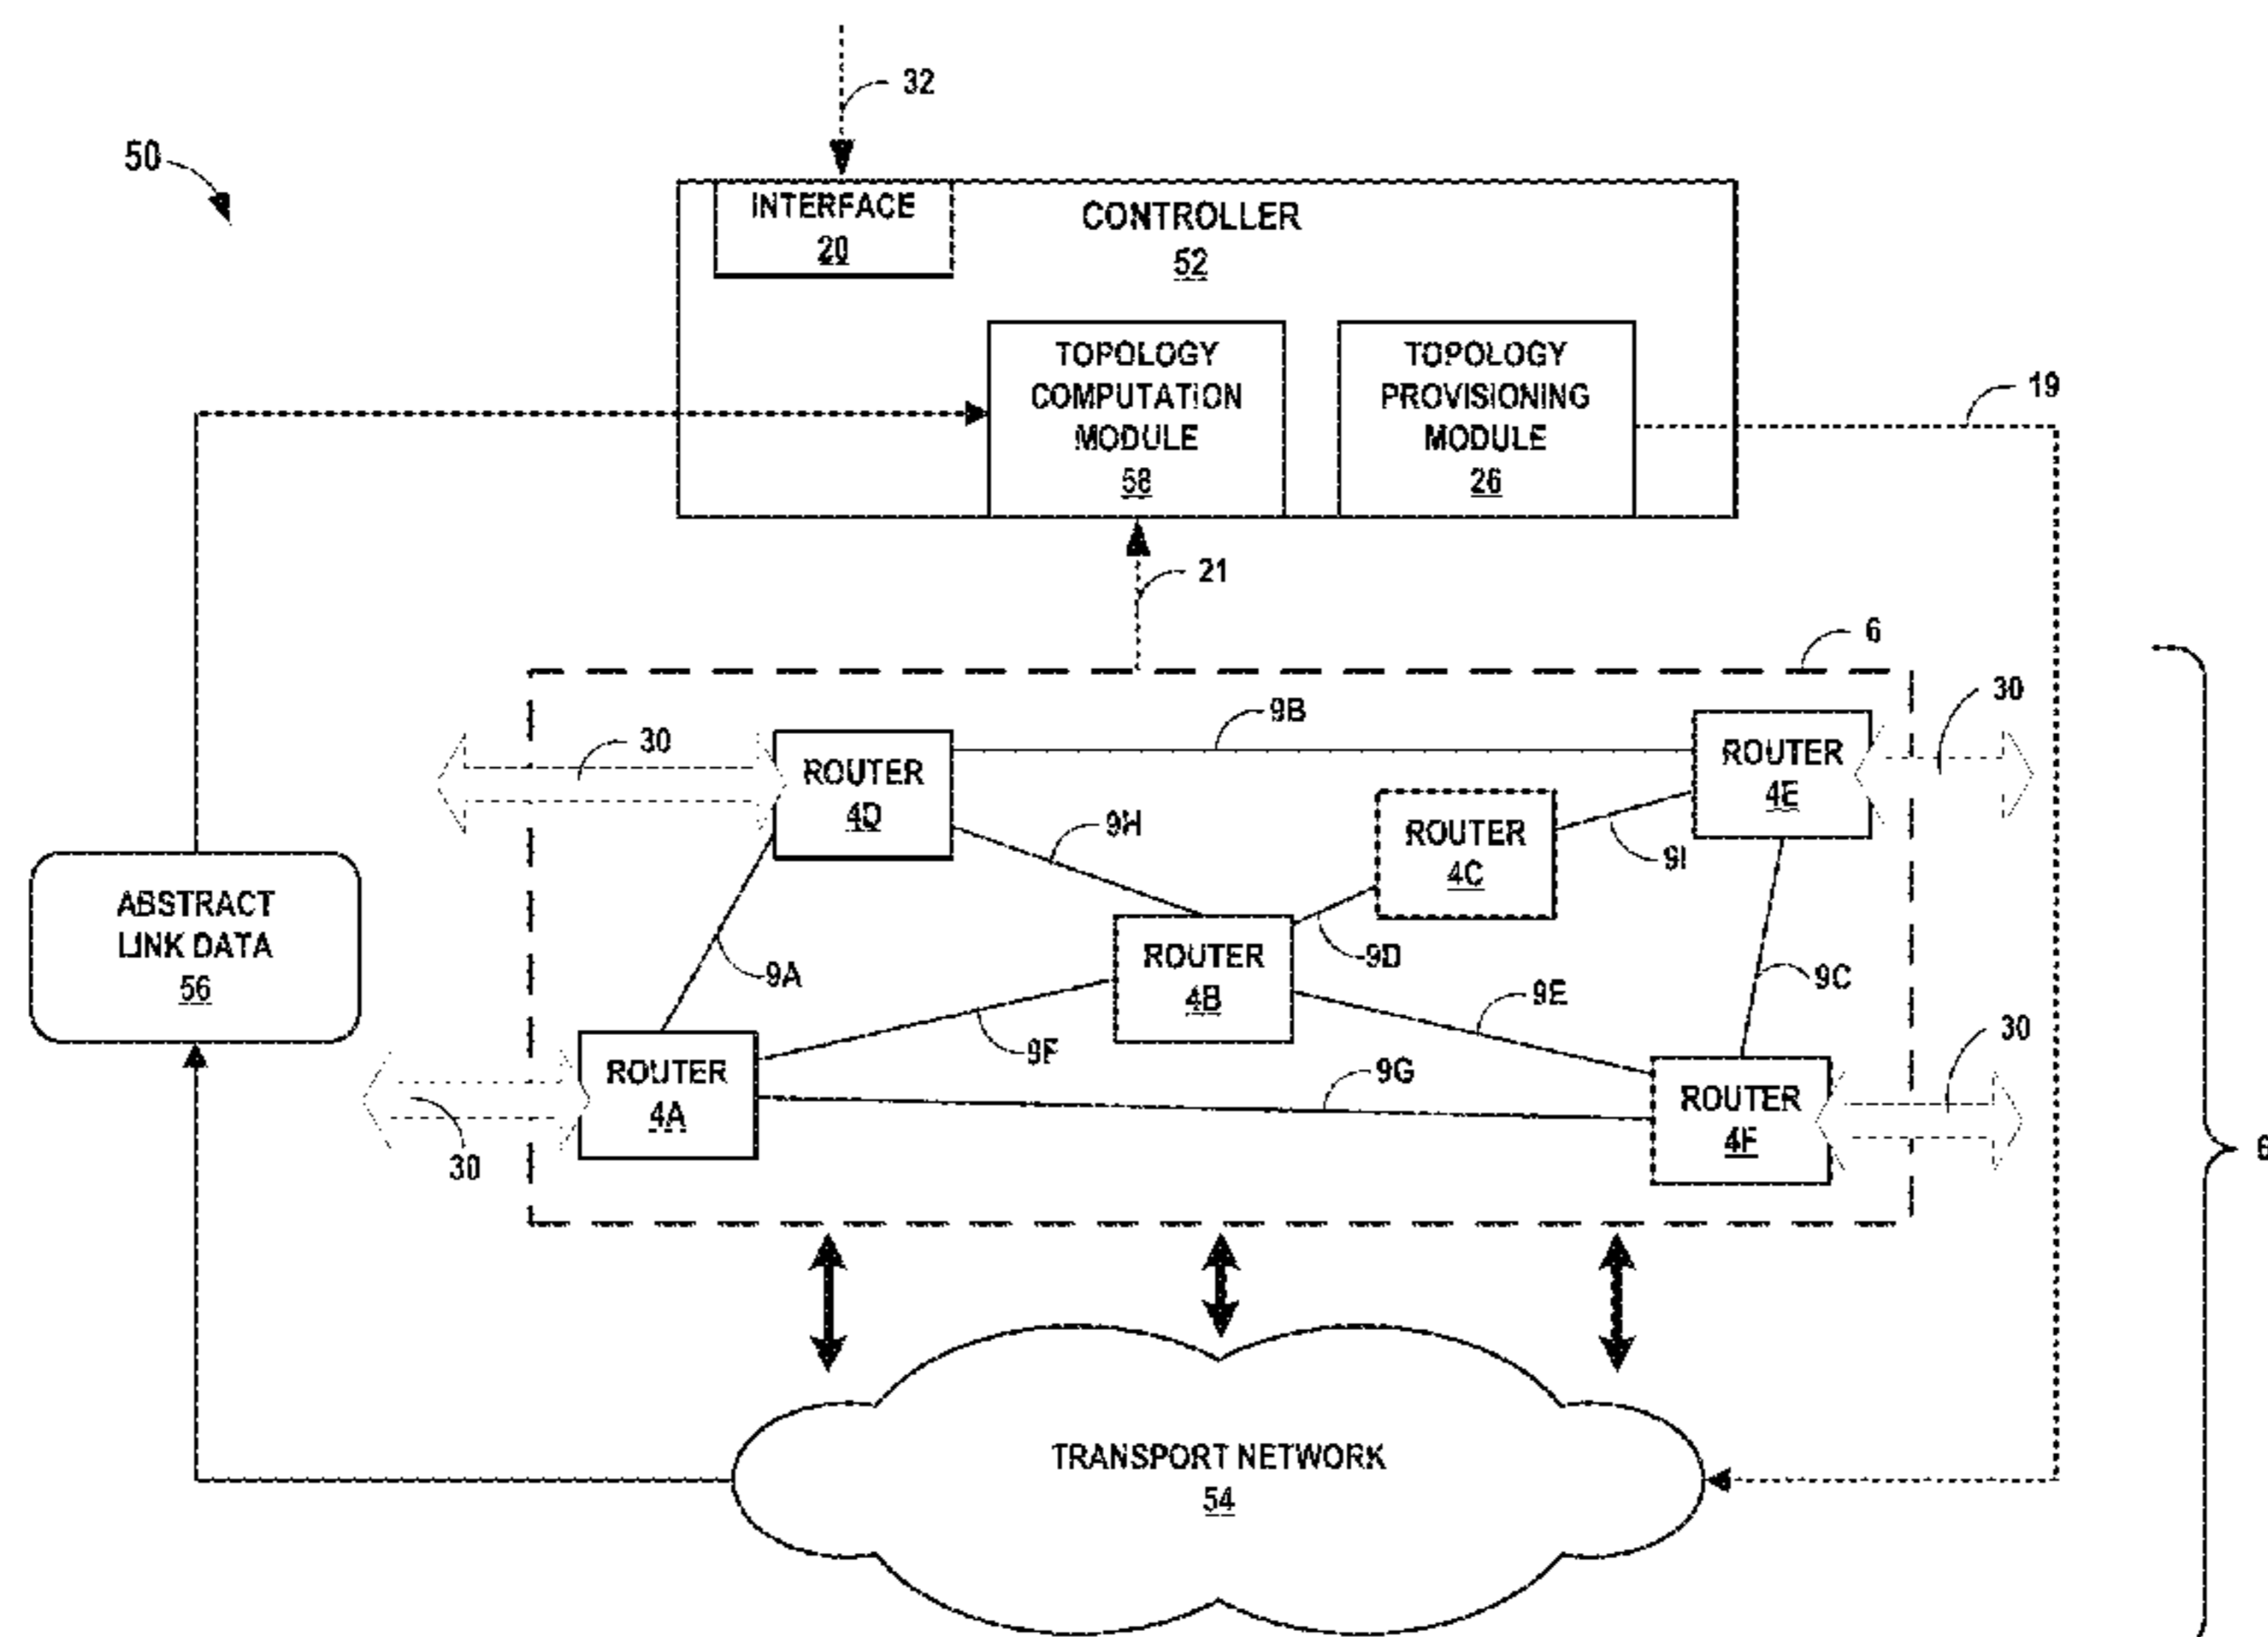 32
50
INTERFACE
20
CONTROLLER
52
TOPOLOGY
COMPUTATION
MODULE
58
TOPOLOGY
PROVISIONING
MODULE
26
19
21
6
30
ROUTER
4D
9B
ROUTER
4E
30
9H
ROUTER
4C
9I
ABSTRACT
LINK DATA
56
9A
ROUTER
4B
9D
9E
9C
30
ROUTER
4A
9F
9G
ROUTER
4F
30
TRANSPORT NETWORK
54